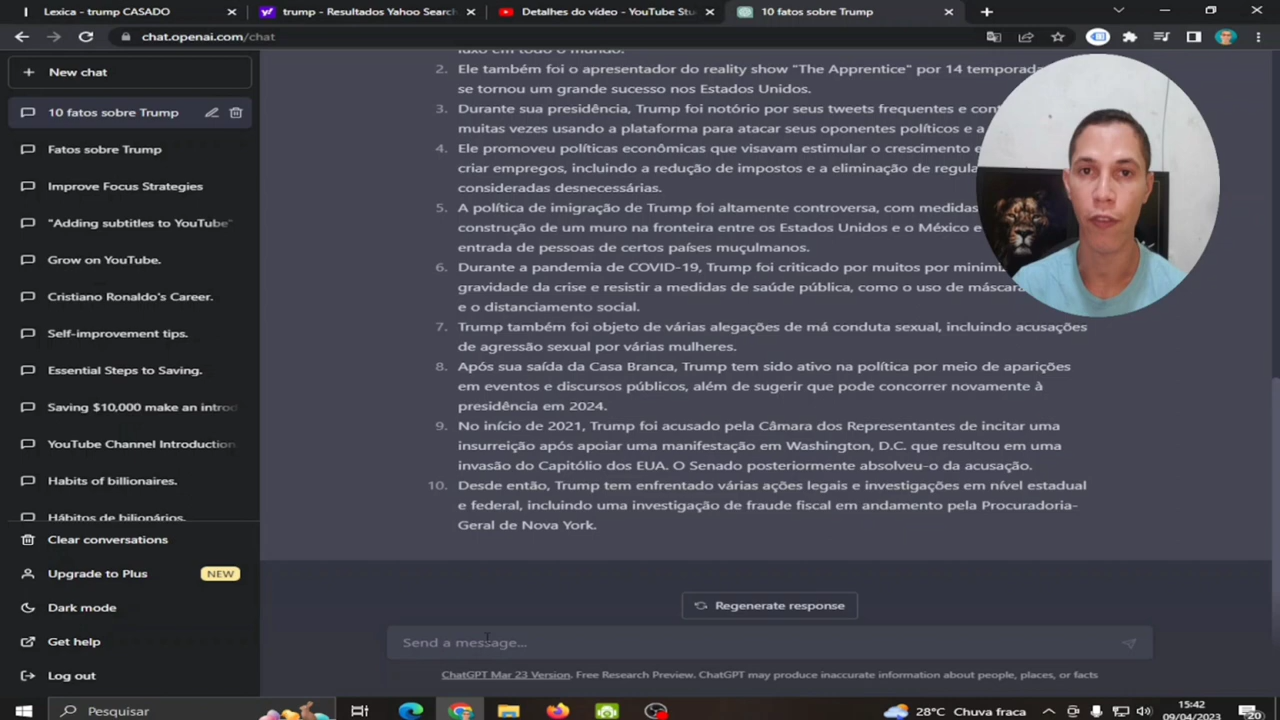 Lexica - trump CASADO
trump - Resultados Yahoo Search
Detalhes do vídeo - YouTube Stu
10 fatos sobre Trump
chat.openai.com/chat
New chat
10 fatos sobre Trump
Fatos sobre Trump
Improve Focus Strategies
"Adding subtitles to YouTube"
Grow on YouTube.
Cristiano Ronaldo's Career.
Self-improvement tips.
Essential Steps to Saving.
Saving $10,000 make an introd
YouTube Channel Introduction
Habits of billionaires.
Hábitos de bilionários.
Clear conversations
Upgrade to Plus NEW
Dark mode
Get help
Log out
luxo em todo o mundo.
2. Ele também foi o apresentador do reality show "The Apprentice" por 14 temporada
se tornou um grande sucesso nos Estados Unidos.
3. Durante sua presidência, Trump foi notório por seus tweets frequentes e con
muitas vezes usando a plataforma para atacar seus oponentes políticos e a
4. Ele promoveu políticas econômicas que visavam estimular o crescimento e
criar empregos, incluindo a redução de impostos e a eliminação de regula
consideradas desnecessárias.
5. A política de imigração de Trump foi altamente controversa, com medidas
construção de um muro na fronteira entre os Estados Unidos e o México e
entrada de pessoas de certos países muçulmanos.
6. Durante a pandemia de COVID-19, Trump foi criticado por muitos por minim
gravidade da crise e resistir a medidas de saúde pública, como o uso de máscara
e o distanciamento social.
7. Trump também foi objeto de várias alegações de má conduta sexual, incluindo acusações
de agressão sexual por várias mulheres.
8. Após sua saída da Casa Branca, Trump tem sido ativo na política por meio de aparições
em eventos e discursos públicos, além de sugerir que pode concorrer novamente à
presidência em 2024.
9. No início de 2021, Trump foi acusado pela Câmara dos Representantes de incitar uma
insurreição após apoiar uma manifestação em Washington, D.C. que resultou em uma
invasão do Capitólio dos EUA. O Senado posteriormente absolveu-o da acusação.
10. Desde então, Trump tem enfrentado várias ações legais e investigações em nível estadual
e federal, incluindo uma investigação de fraude fiscal em andamento pela Procuradoria-
Geral de Nova York.
Regenerate response
Send a message...
ChatGPT Mar 23 Version. Free Research Preview. ChatGPT may produce inaccurate information about people, places, or facts
Pesquisar
28°C Chuva fraca
15:42
09/04/2023
20